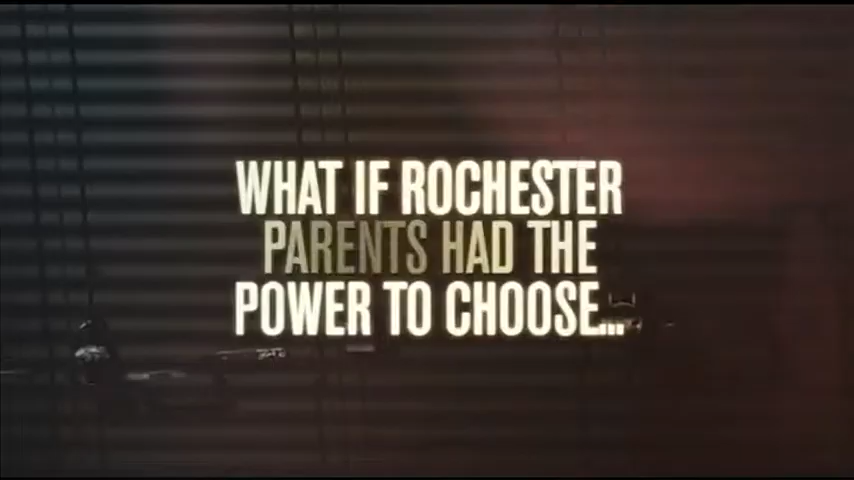 WHAT IF ROCHESTER
PARENTS HAD THE
POWER TO CHOOSE...